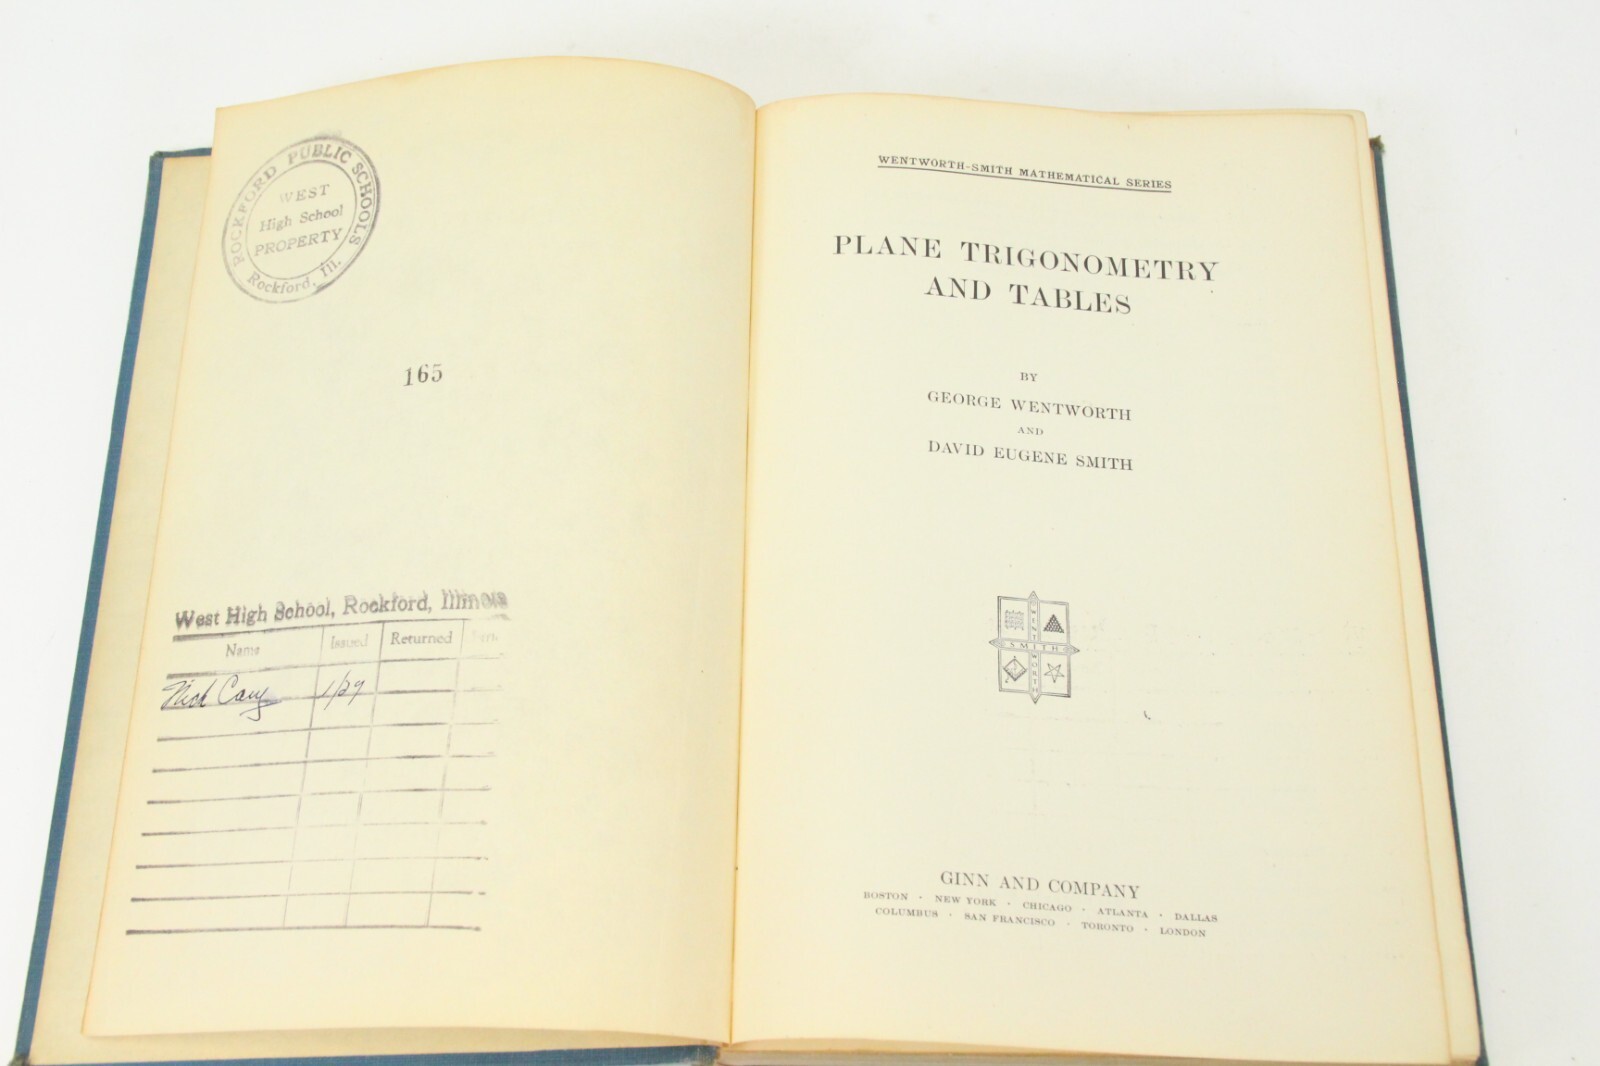 ROCKFORD PUBLIC SCHOOLS
WEST
High School
PROPERTY
Rockford, Ill.
165
West High School, Rockford, Illinois
Name Issued Returned
1/29
WENTWORTH-SMITH MATHEMATICAL SERIES
PLANE TRIGONOMETRY
AND TABLES
BY
GEORGE WENTWORTH
AND
DAVID EUGENE SMITH
WENTWORTH
SMITH
GINN AND COMPANY
BOSTON · NEW YORK · CHICAGO · ATLANTA · DALLAS
COLUMBUS · SAN FRANCISCO · TORONTO · LONDON